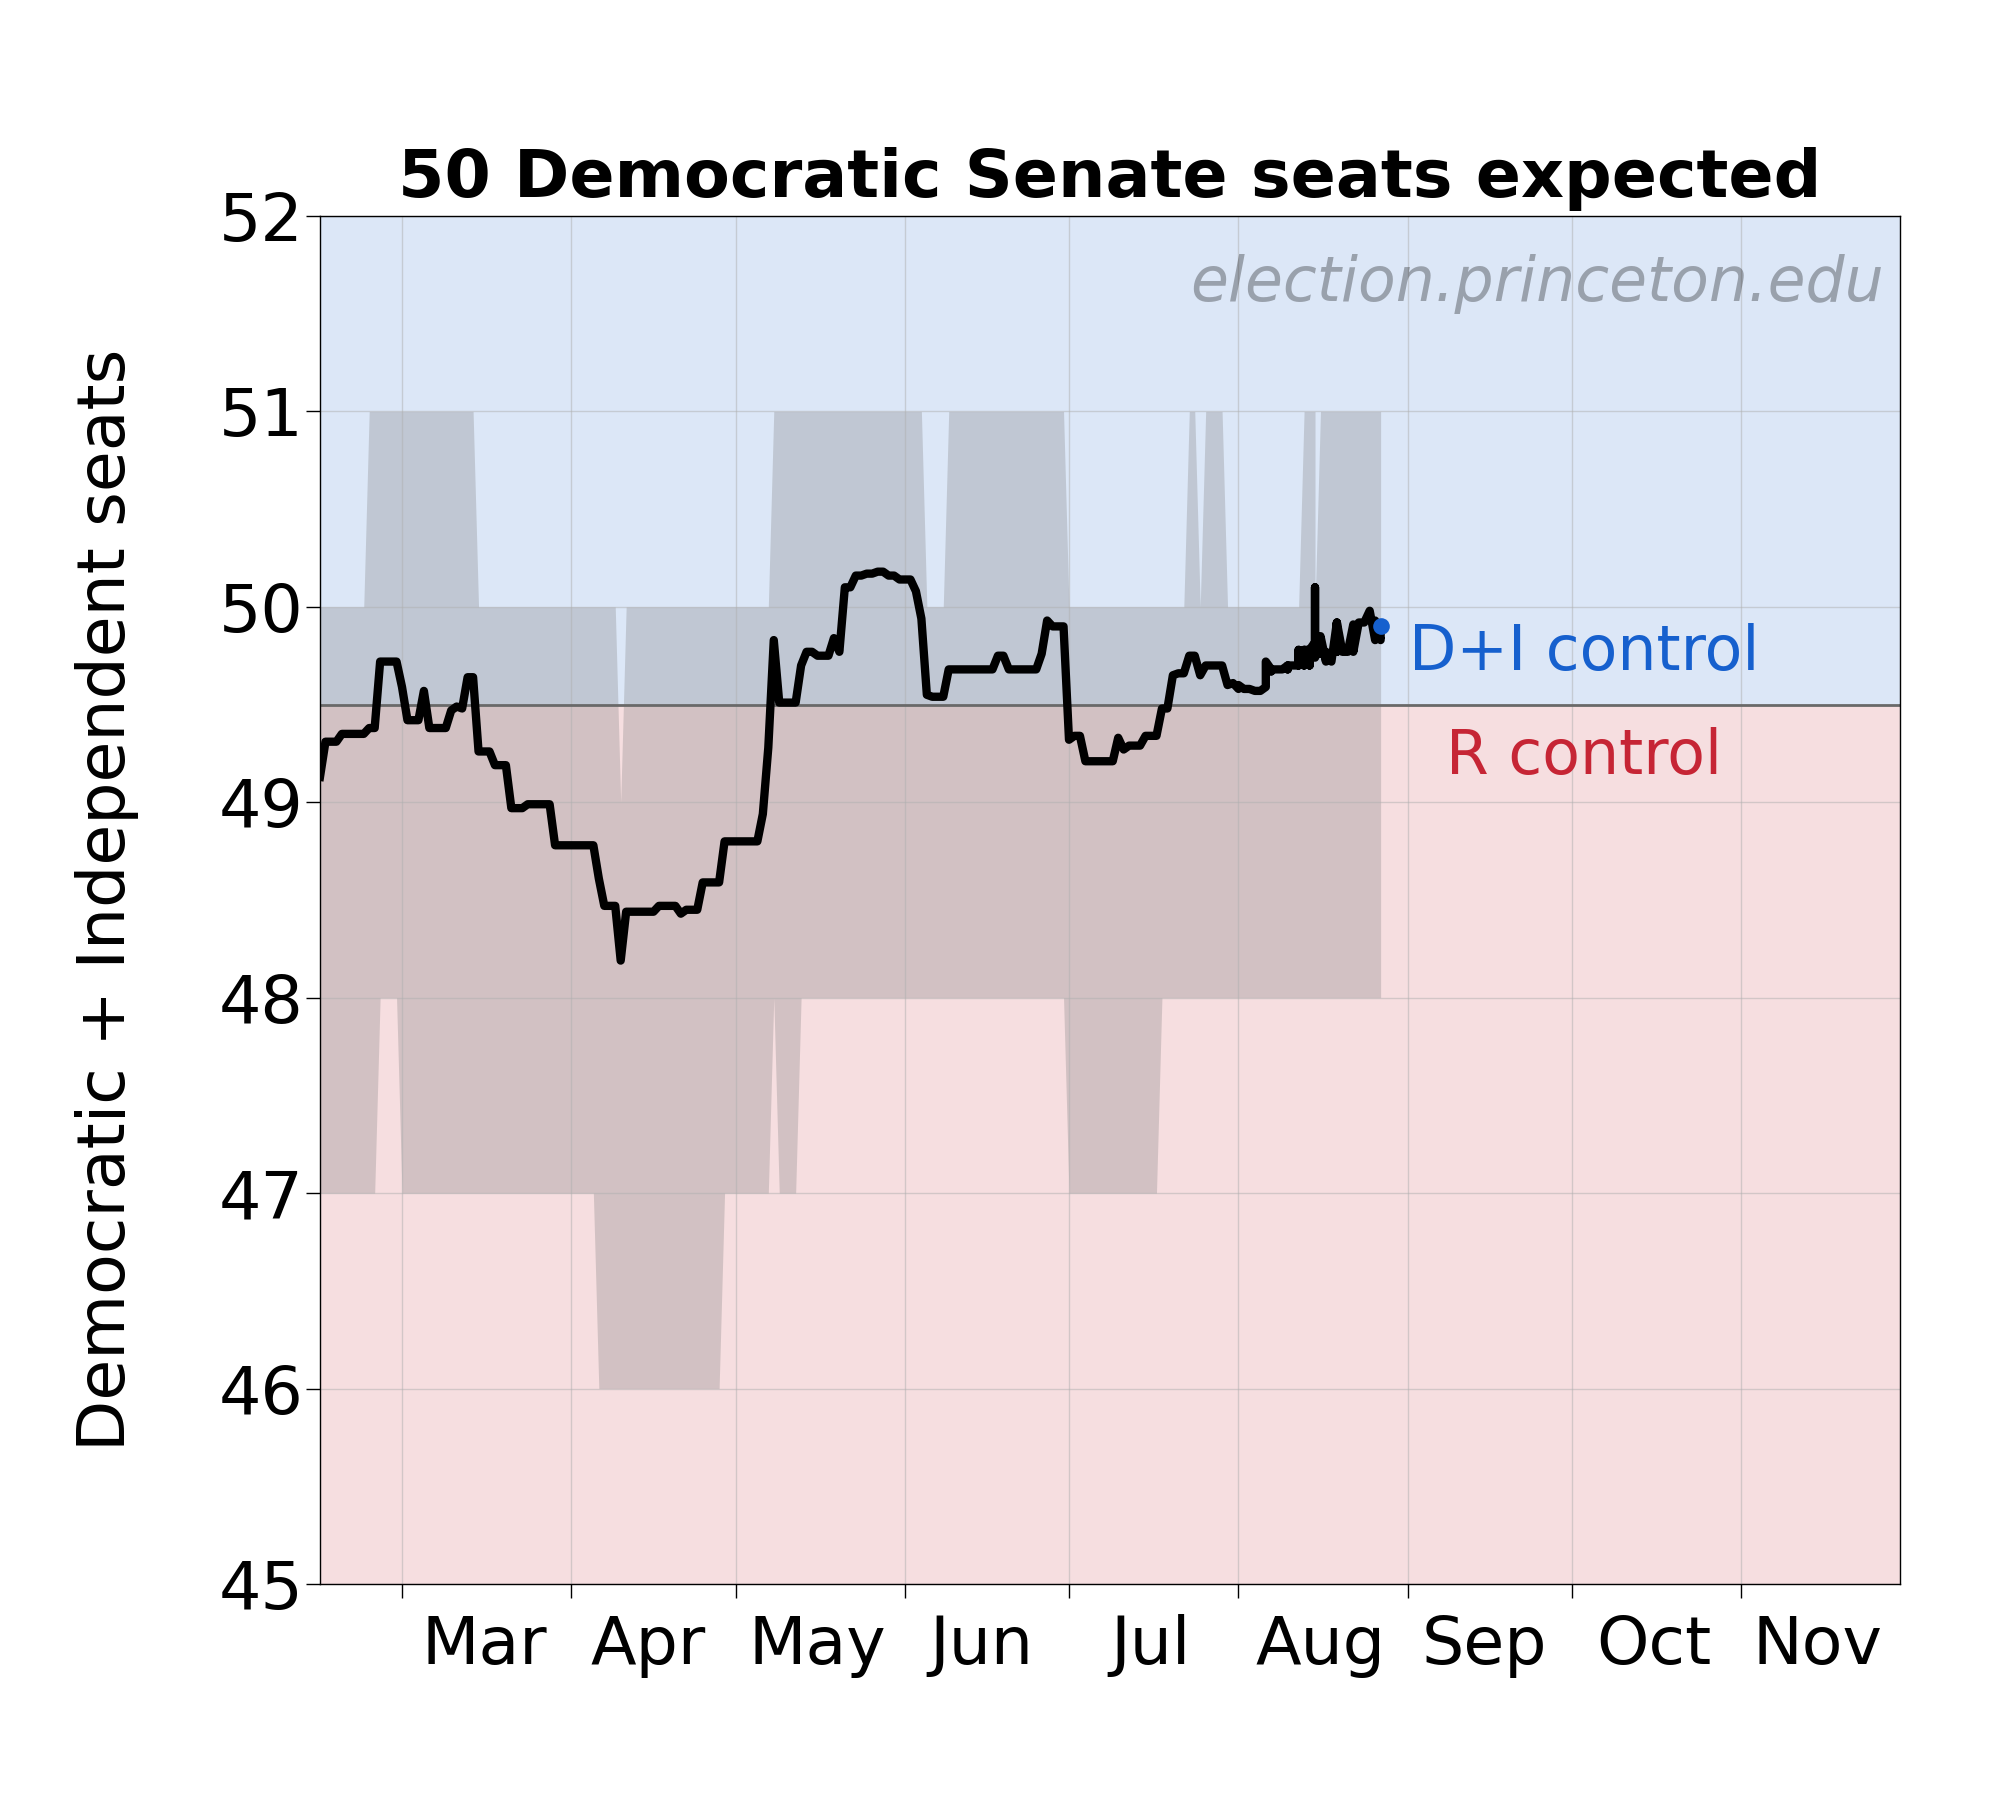 50 Democratic Senate seats expected
election.princeton.edu
Democratic + Independent seats
52
51
50
49
48
47
46
45
D+I control
R control
Mar Apr May Jun Jul Aug Sep Oct Nov